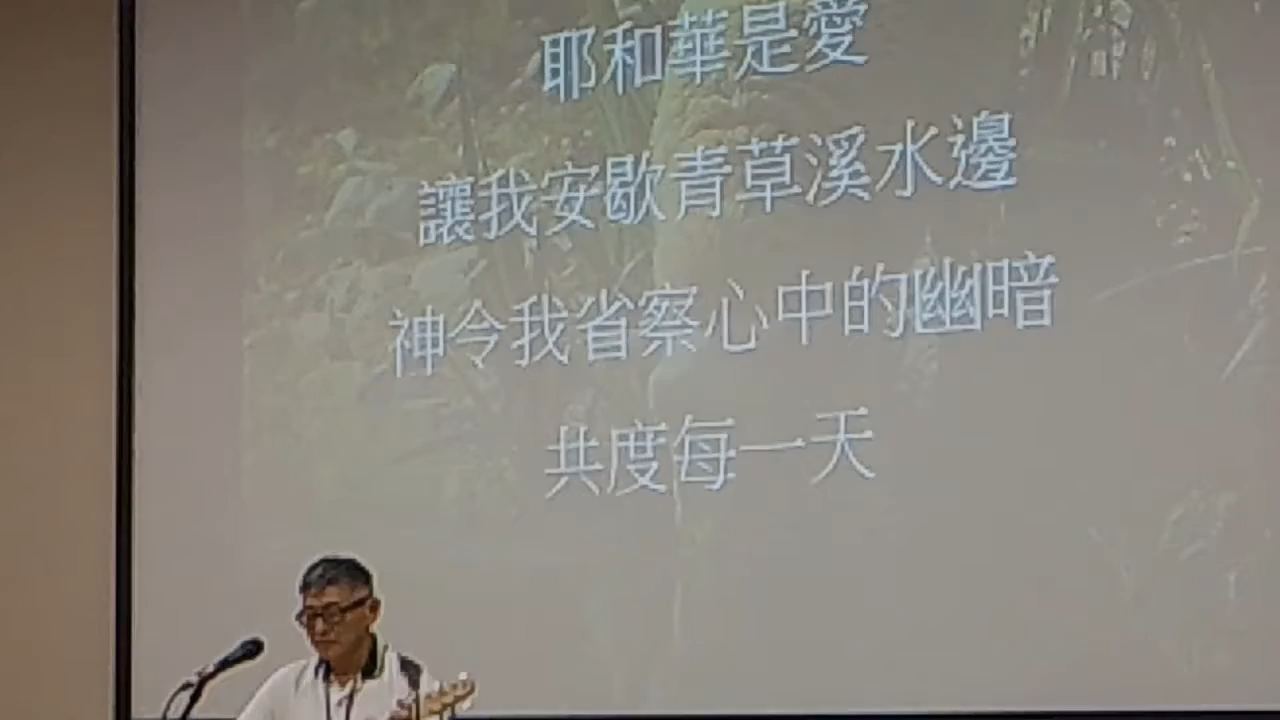 耶和華是愛
讓我安歇青草溪水邊
神令我省察心中的幽暗
共度每一天